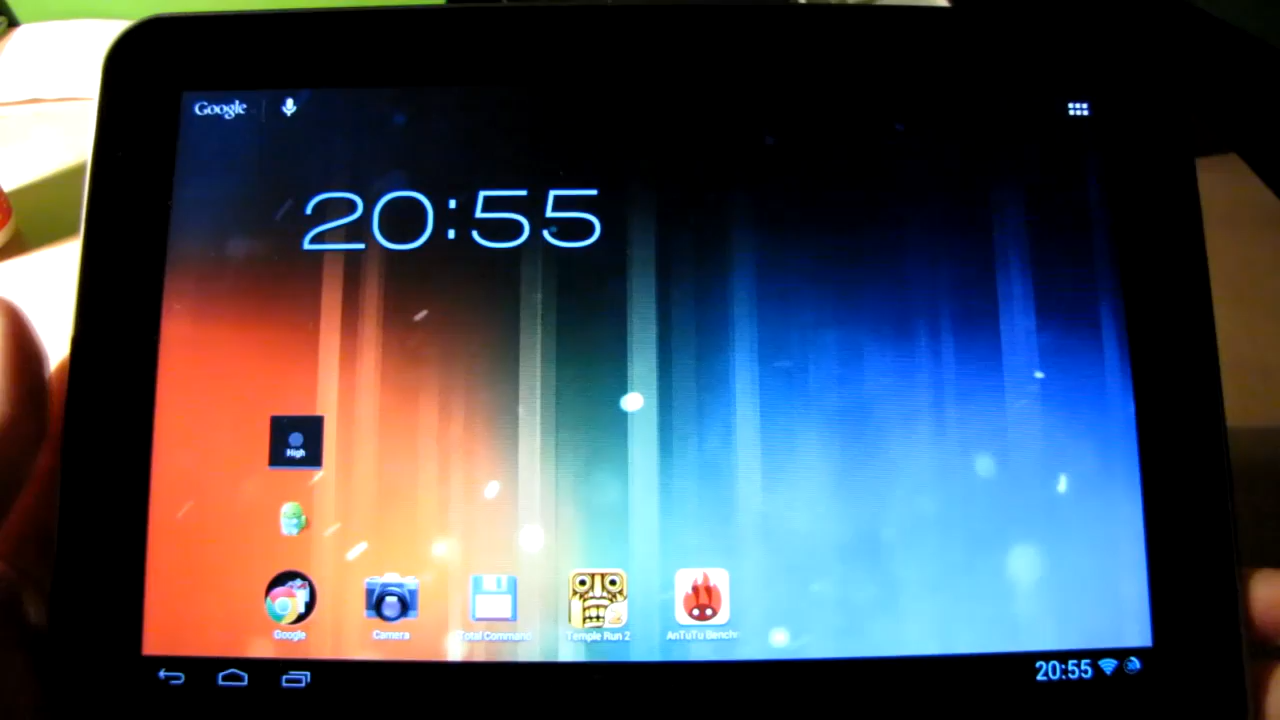 Google
20:55
High
Google
Camera
Total Command
Temple Run 2
AnTuTu Bench
20:55